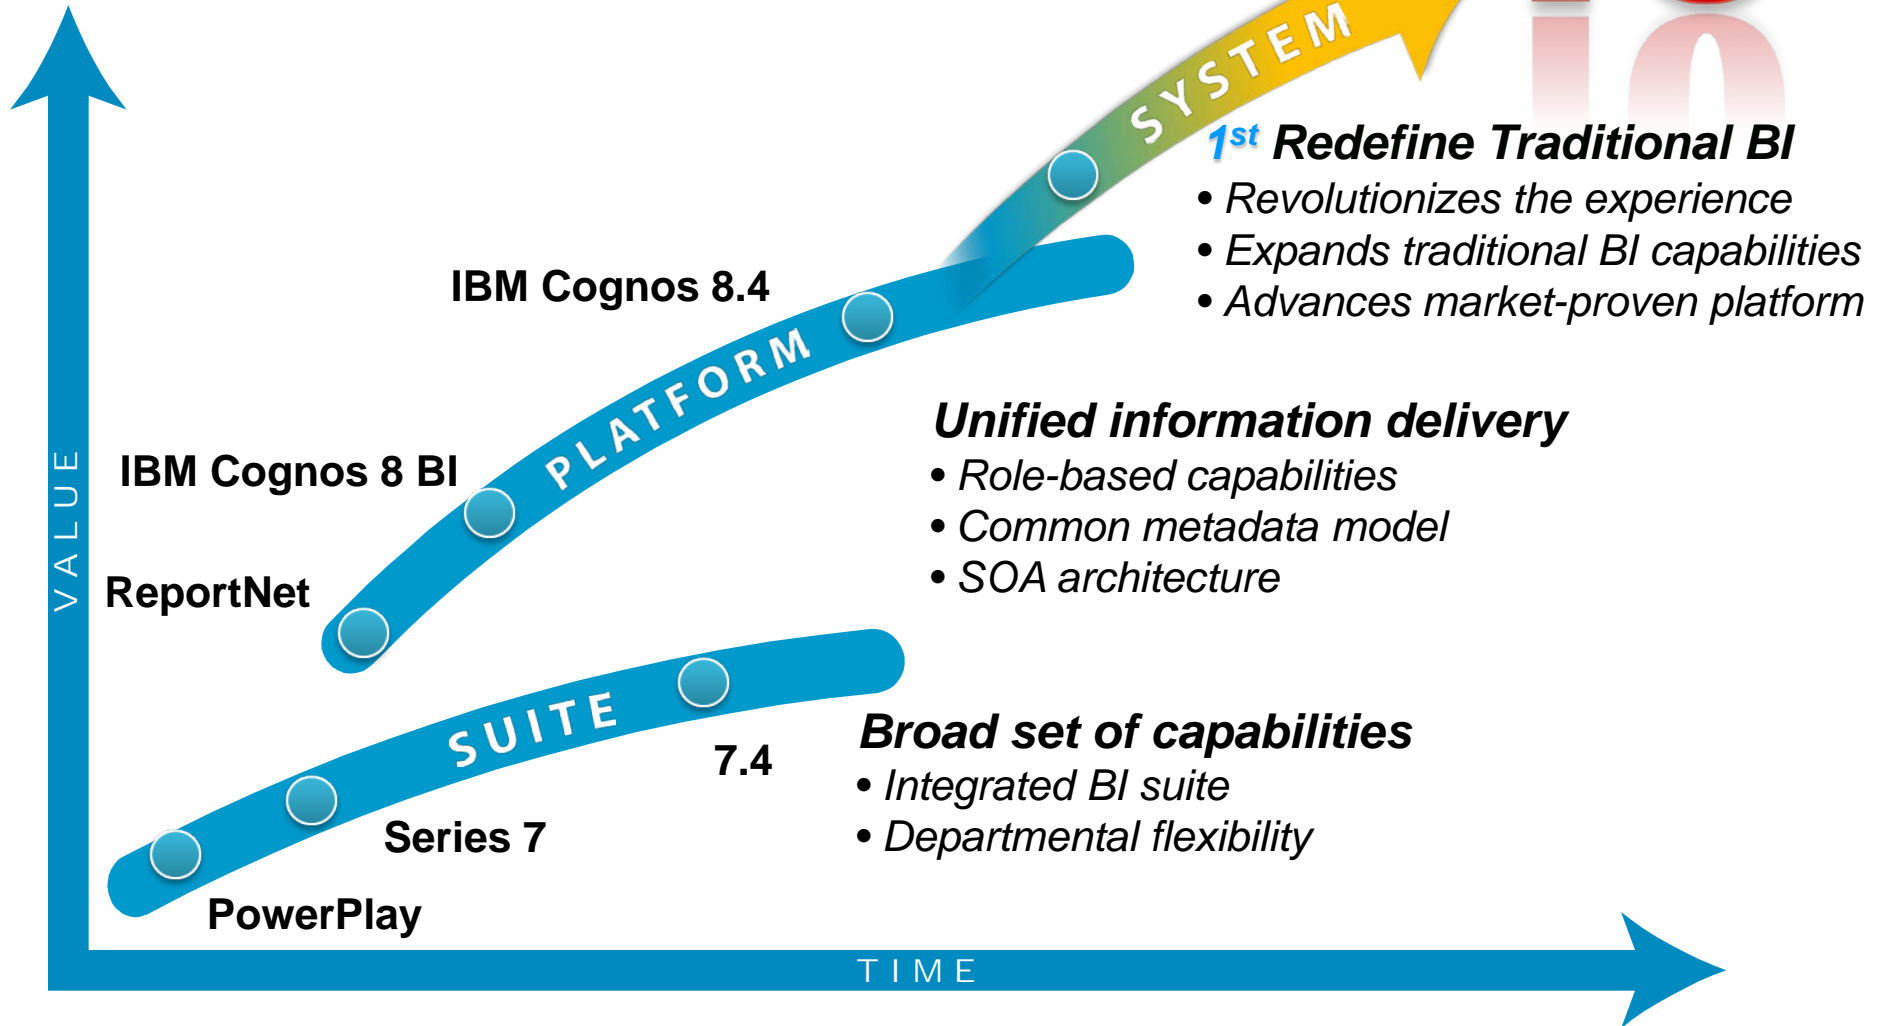 SYSTEM
10
1st Redefine Traditional BI
• Revolutionizes the experience
• Expands traditional BI capabilities
• Advances market-proven platform
IBM Cognos 8.4
PLATFORM
Unified information delivery
• Role-based capabilities
• Common metadata model
• SOA architecture
IBM Cognos 8 BI
VALUE
ReportNet
SUITE
7.4
Broad set of capabilities
• Integrated BI suite
• Departmental flexibility
Series 7
PowerPlay
TIME